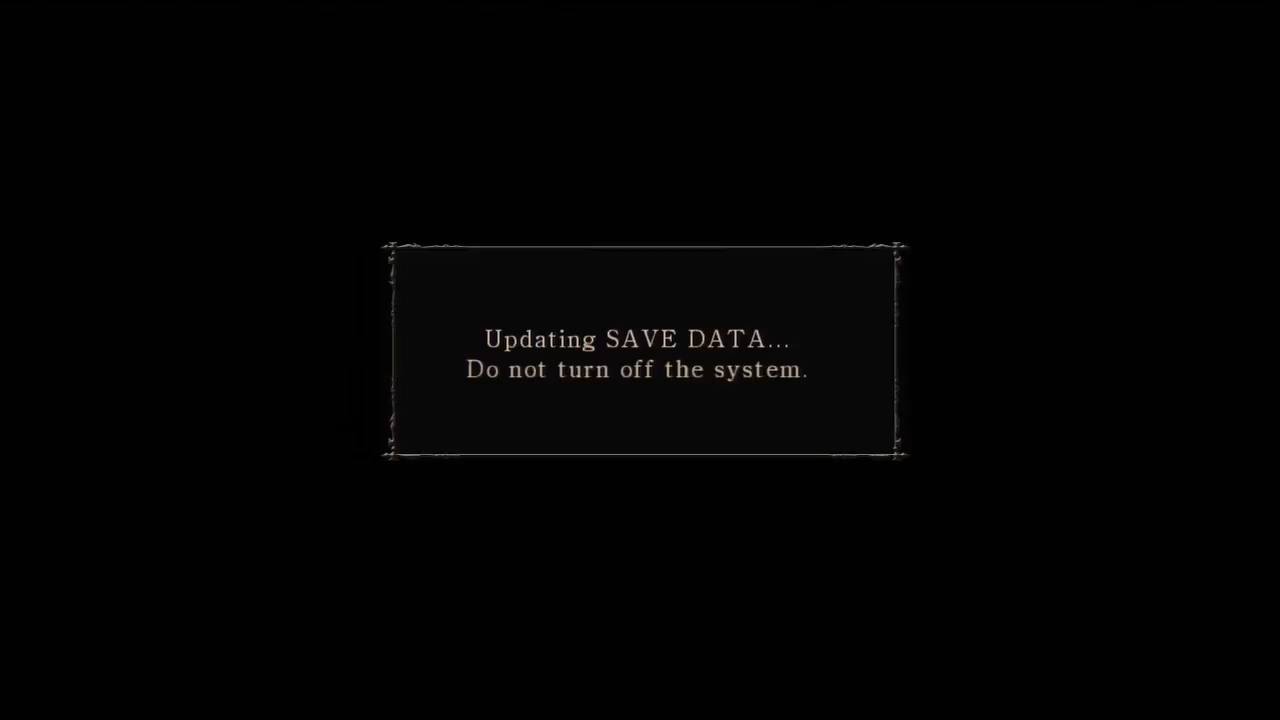 Updating SAVE DATA...
Do not turn off the system.